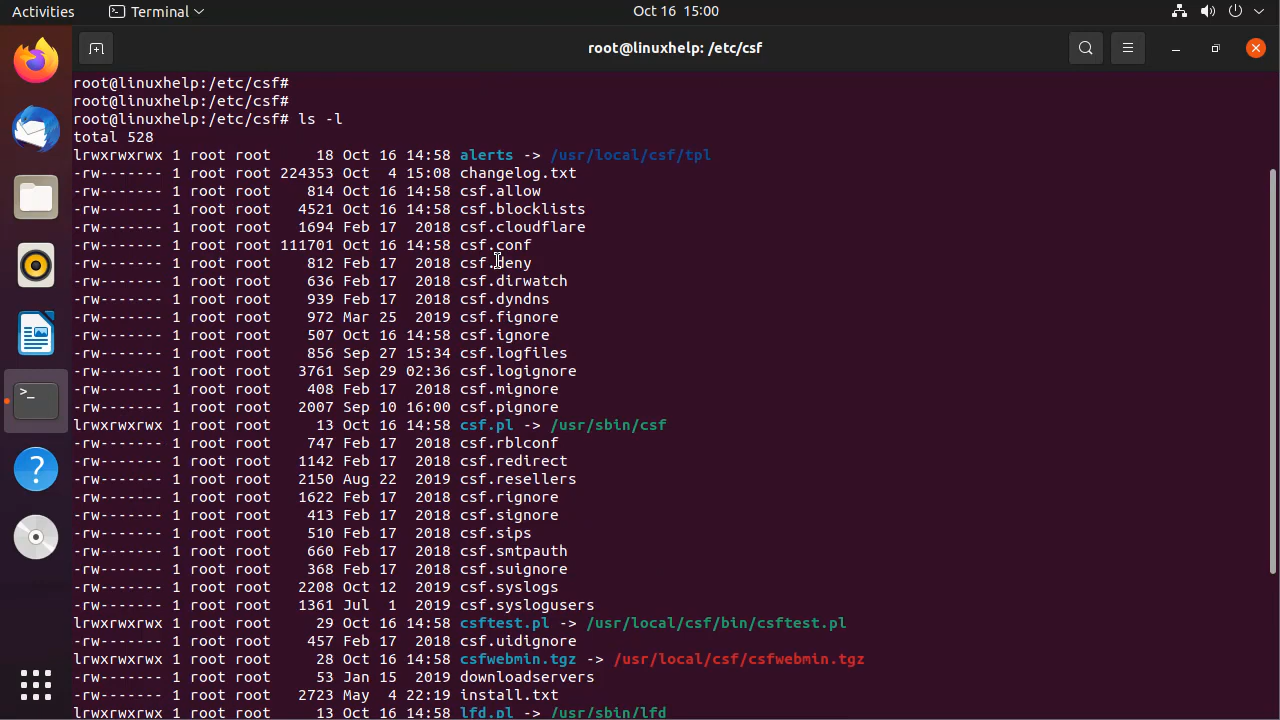 Activities Terminal Oct 16 15:00
root@linuxhelp: /etc/csf
root@linuxhelp:/etc/csf#
root@linuxhelp:/etc/csf#
root@linuxhelp:/etc/csf# ls -l
total 528
lrwxrwxrwx 1 root root 18 Oct 16 14:58 alerts -> /usr/local/csf/tpl
-rw------- 1 root root 224353 Oct 4 15:08 changelog.txt
-rw------- 1 root root 814 Oct 16 14:58 csf.allow
-rw------- 1 root root 4521 Oct 16 14:58 csf.blocklists
-rw------- 1 root root 1694 Feb 17 2018 csf.cloudflare
-rw------- 1 root root 111701 Oct 16 14:58 csf.conf
-rw------- 1 root root 812 Feb 17 2018 csf.deny
-rw------- 1 root root 636 Feb 17 2018 csf.dirwatch
-rw------- 1 root root 939 Feb 17 2018 csf.dyndns
-rw------- 1 root root 972 Mar 25 2019 csf.fignore
-rw------- 1 root root 507 Oct 16 14:58 csf.ignore
-rw------- 1 root root 856 Sep 27 15:34 csf.logfiles
-rw------- 1 root root 3761 Sep 29 02:36 csf.logignore
-rw------- 1 root root 408 Feb 17 2018 csf.mignore
-rw------- 1 root root 2007 Sep 10 16:00 csf.pignore
lrwxrwxrwx 1 root root 13 Oct 16 14:58 csf.pl -> /usr/sbin/csf
-rw------- 1 root root 747 Feb 17 2018 csf.rblconf
-rw------- 1 root root 1142 Feb 17 2018 csf.redirect
-rw------- 1 root root 2150 Aug 22 2019 csf.resellers
-rw------- 1 root root 1622 Feb 17 2018 csf.rignore
-rw------- 1 root root 413 Feb 17 2018 csf.signore
-rw------- 1 root root 510 Feb 17 2018 csf.sips
-rw------- 1 root root 660 Feb 17 2018 csf.smtpauth
-rw------- 1 root root 368 Feb 17 2018 csf.suignore
-rw------- 1 root root 2208 Oct 12 2019 csf.syslogs
-rw------- 1 root root 1361 Jul 1 2019 csf.syslogusers
lrwxrwxrwx 1 root root 29 Oct 16 14:58 csftest.pl -> /usr/local/csf/bin/csftest.pl
-rw------- 1 root root 457 Feb 17 2018 csf.uidignore
lrwxrwxrwx 1 root root 28 Oct 16 14:58 csfwebmin.tgz -> /usr/local/csf/csfwebmin.tgz
-rw------- 1 root root 53 Jan 15 2019 downloadservers
-rw------- 1 root root 2723 May 4 22:19 install.txt
lrwxrwxrwx 1 root root 13 Oct 16 14:58 lfd.pl -> /usr/sbin/lfd